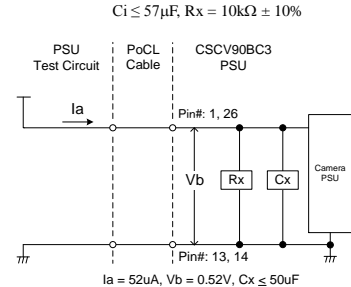 Ci ≤ 57μF, Rx = 10kΩ ± 10%
PSU
Test Circuit
PoCL
Cable
CSCV90BC3
PSU
Ia
Pin#: 1, 26
Vb
Rx
Cx
Camera
PSU
Pin#: 13, 14
Ia = 52uA, Vb = 0.52V, Cx ≤ 50uF